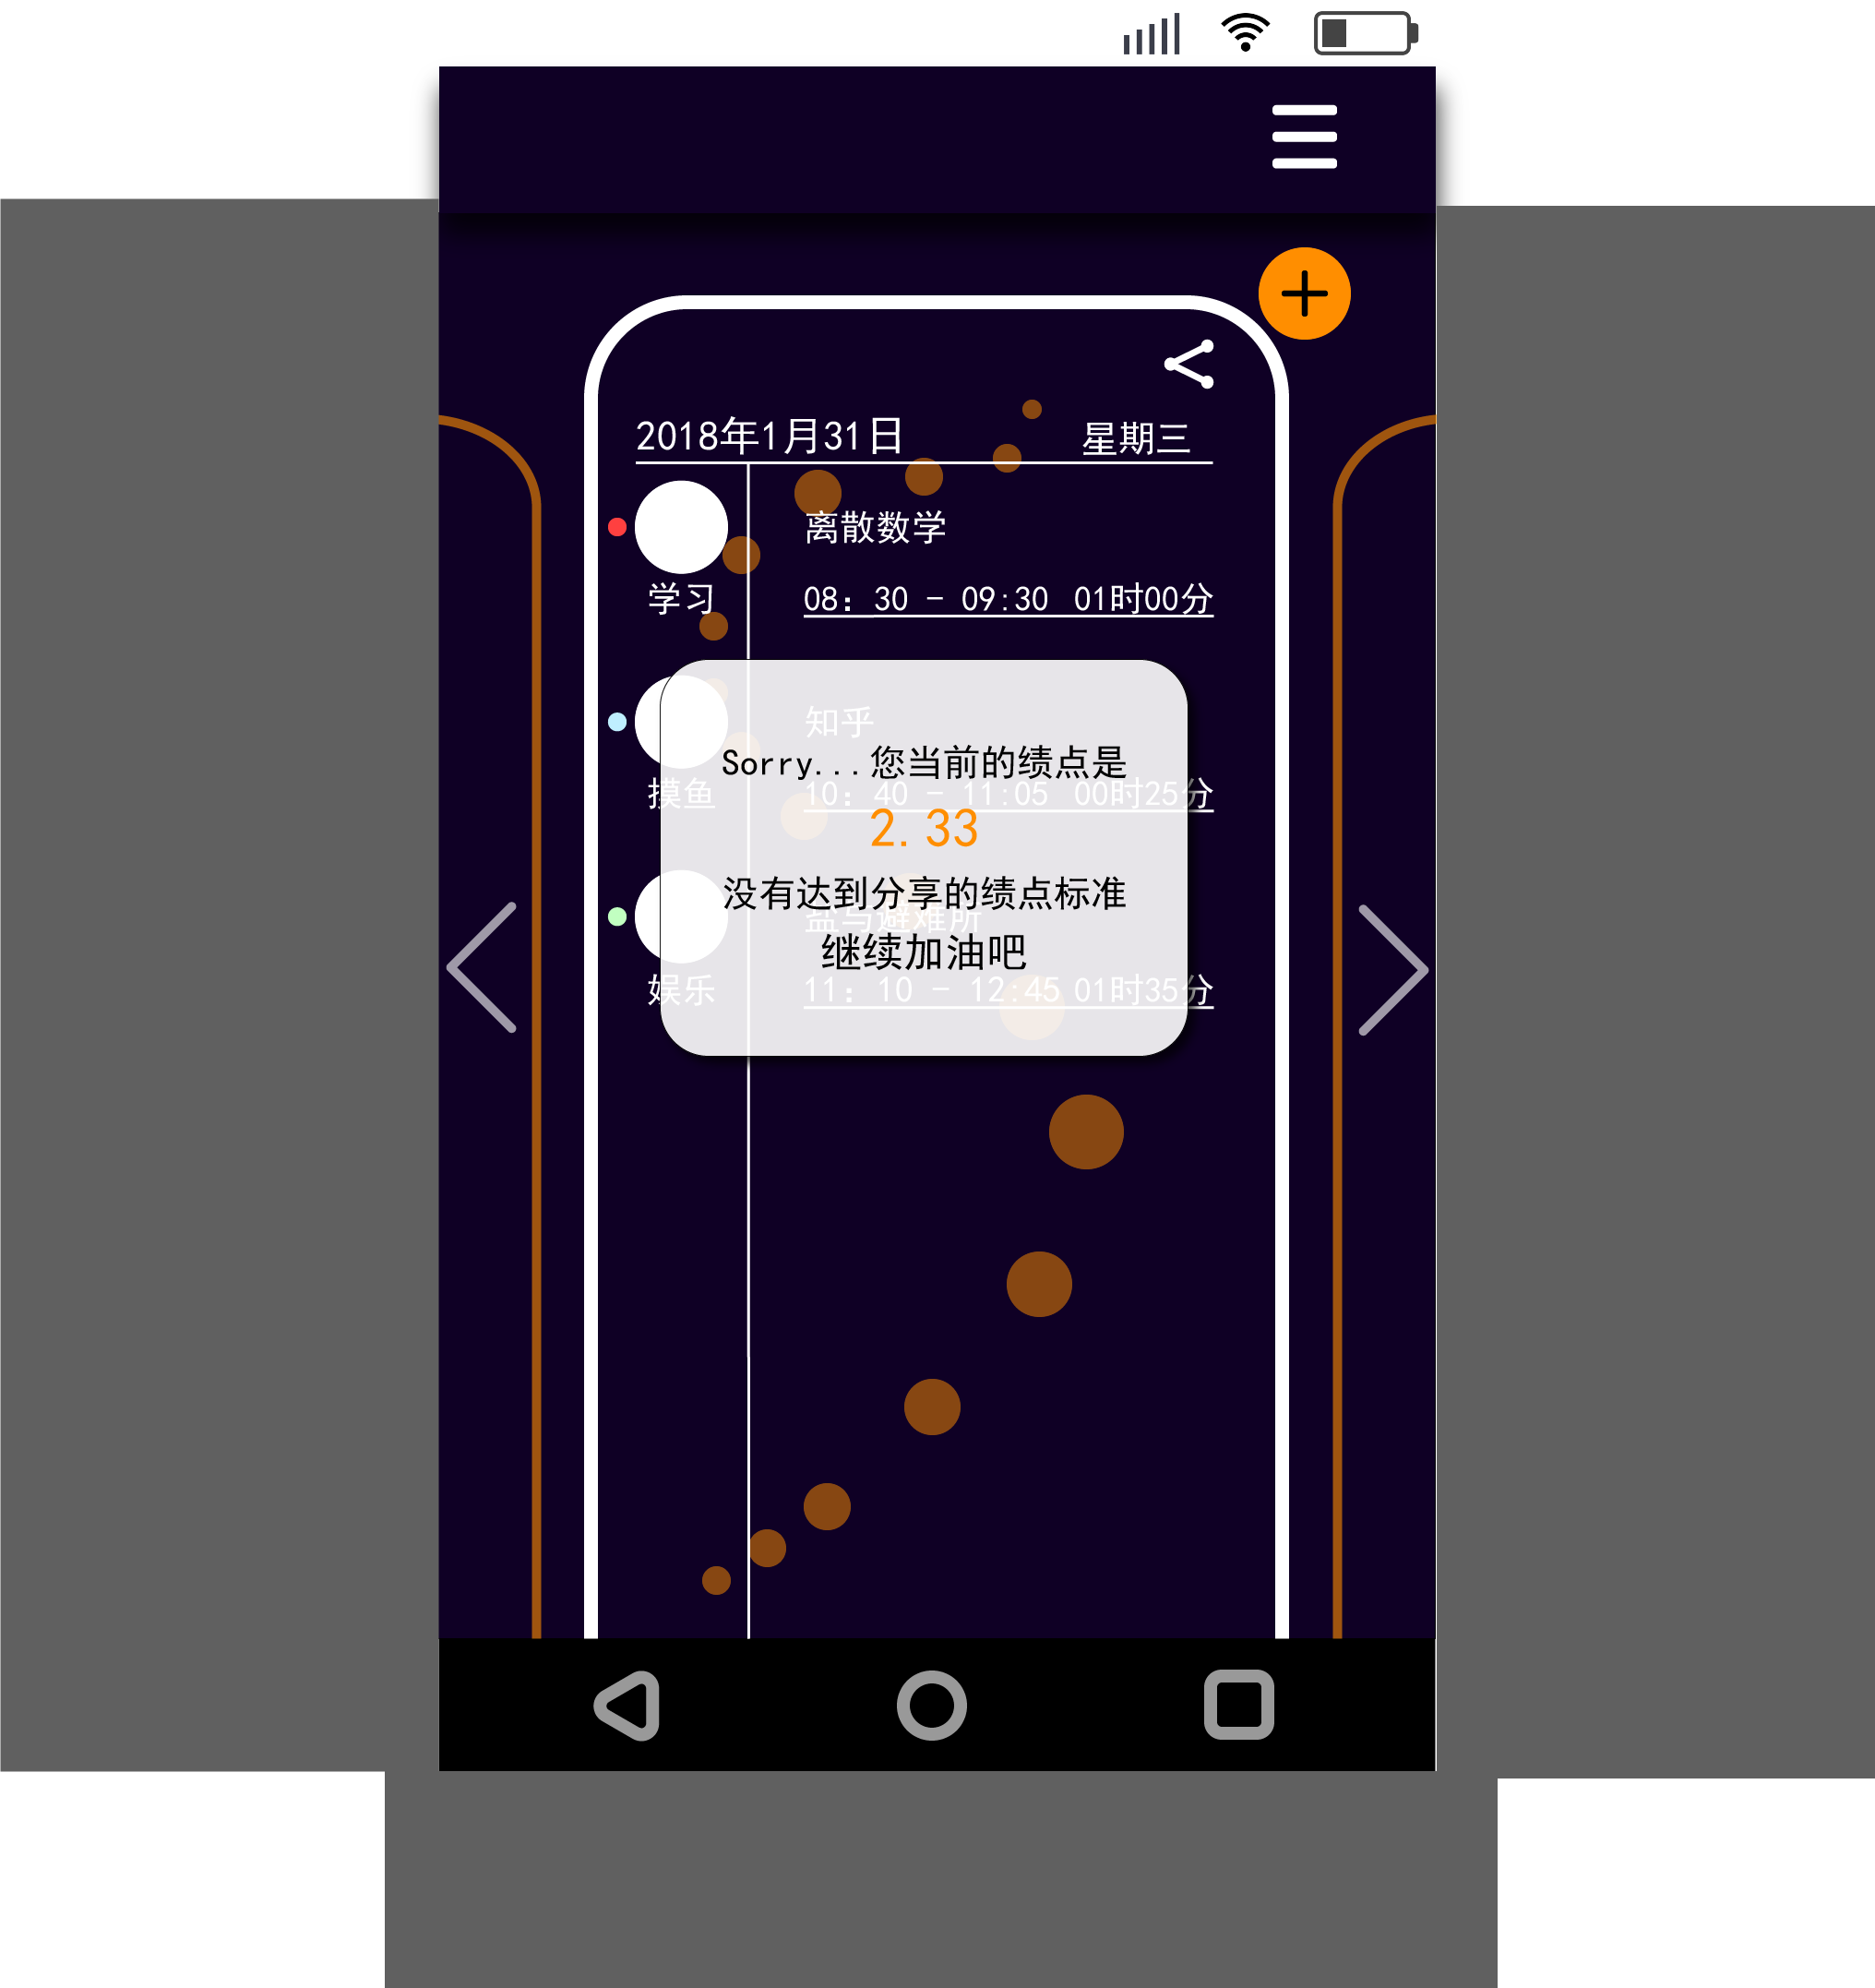 2018年1月31日 星期三
离散数学
学习 08：30 - 09:30 01时00分
知乎
Sorry...您当前的绩点是
摸鱼 10：40 - 11:05 00时25分
2.33
没有达到分享的绩点标准
盐与避难所
继续加油吧
娱乐 11：10 - 12:45 01时35分